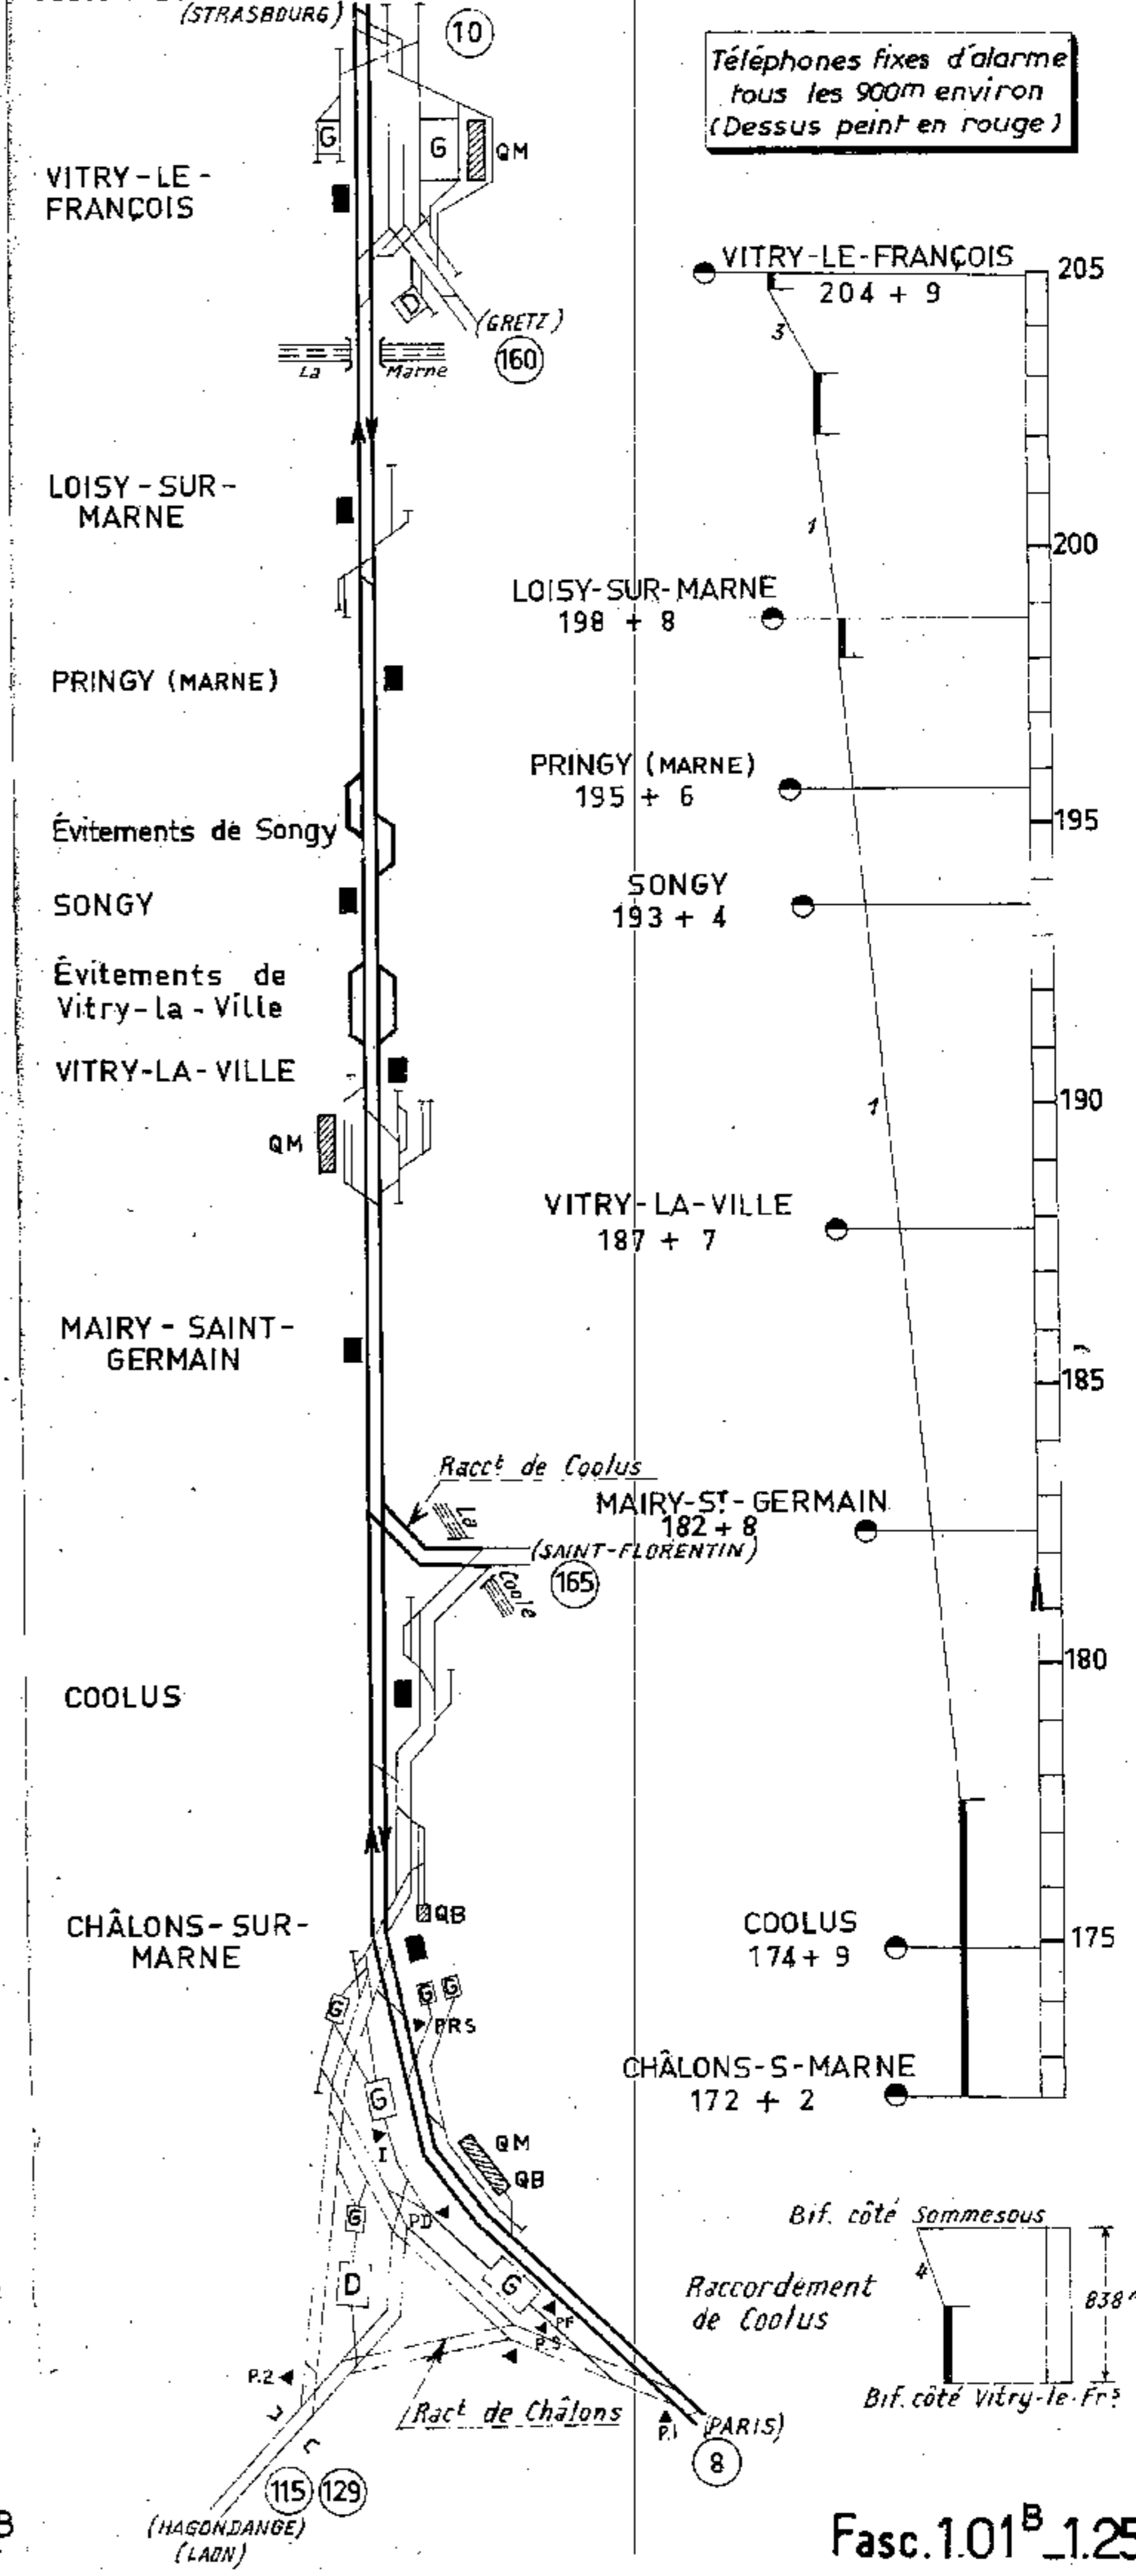 (STRASBOURG)
10
G
G
QM
VITRY-LE-
FRANÇOIS
D
(GRETZ)
160
La
Marne
LOISY-SUR-
MARNE
PRINGY (MARNE)
Évitements de Songy
SONGY
Évitements de
Vitry-la-Ville
VITRY-LA-VILLE
QM
MAIRY-SAINT-
GERMAIN
Racct de Coolus
La
Coole
(SAINT-FLORENTIN)
165
COOLUS
QB
CHÂLONS-SUR-
MARNE
G
G
G
PRS
G
I
QM
QB
PD
G
D
G
PF
P.S
P.2
Ract de Châlons
P.1
(PARIS)
8
115
129
(HAGONDANGE)
(LAON)
Téléphones fixes d'alarme
tous les 900m environ
(Dessus peint en rouge)
VITRY-LE-FRANÇOIS
204 + 9
205
3
1
200
LOISY-SUR-MARNE
198 + 8
PRINGY (MARNE)
195 + 6
195
SONGY
193 + 4
190
1
VITRY-LA-VILLE
187 + 7
185
MAIRY-ST-GERMAIN
182 + 8
180
COOLUS
174 + 9
175
CHÂLONS-S-MARNE
172 + 2
Bif. côté Sommesous
4
Raccordement
de Coolus
838m
Bif. côté Vitry-le-Frs
B
Fasc. 1.01B_1.25